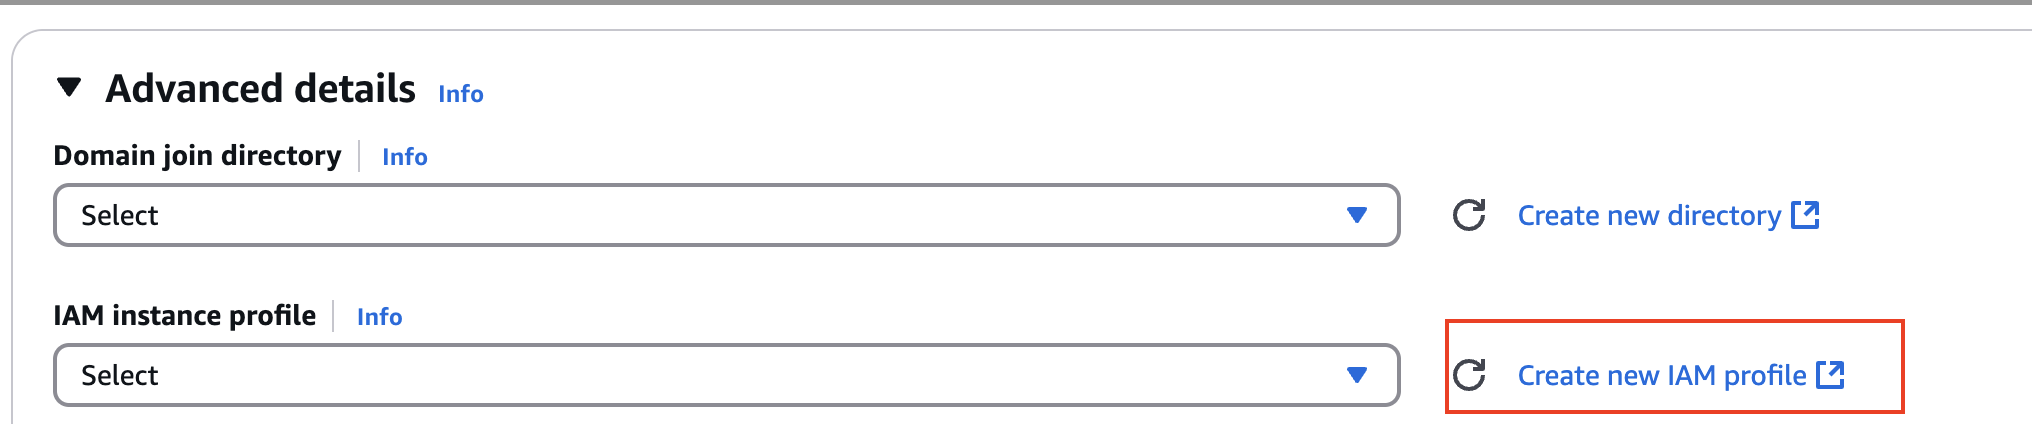 Advanced details Info
Domain join directory Info
Select
Create new directory
IAM instance profile Info
Select
Create new IAM profile